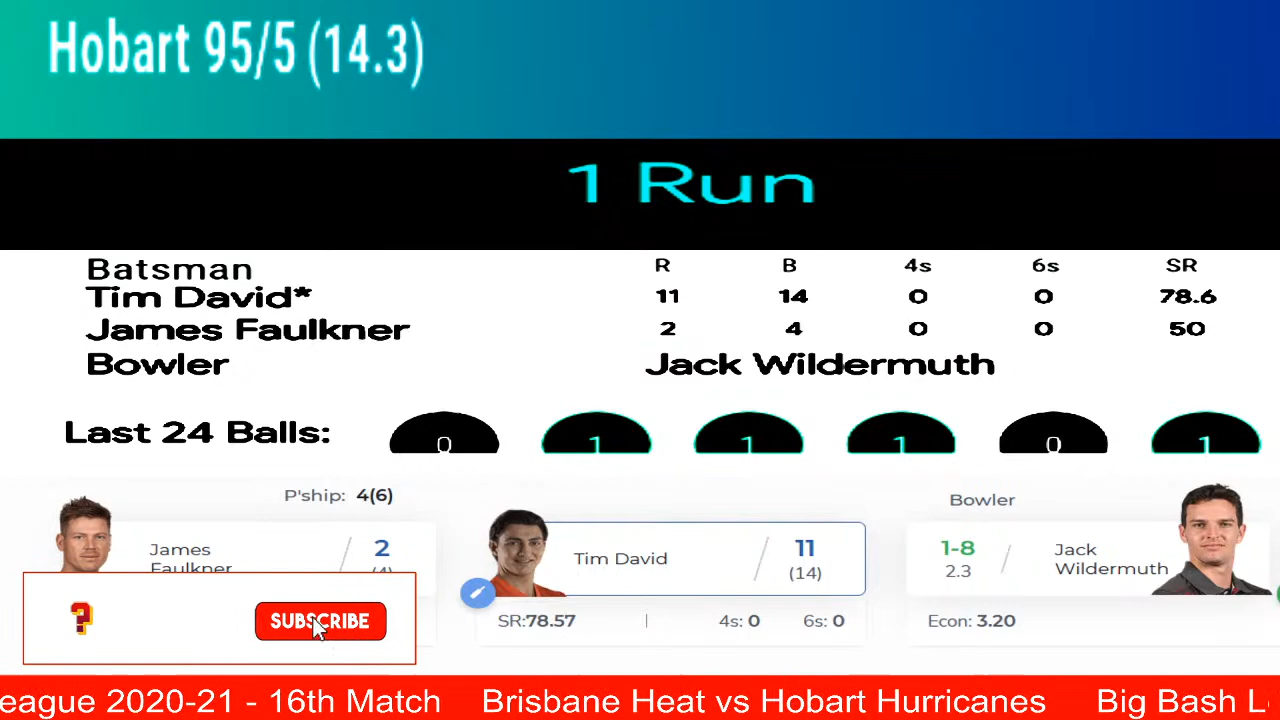 Hobart 95/5 (14.3)
1 Run
Batsman R B 4s 6s SR
Tim David* 11 14 0 0 78.6
James Faulkner 2 4 0 0 50
Bowler Jack Wildermuth
Last 24 Balls: 0 1 1 1 0 1
P'ship: 4(6)
James
Faulkner
2
(4)
Tim David
11
(14)
SR:78.57 | 4s: 0 6s: 0
Bowler
1-8
2.3
Jack
Wildermuth
Econ: 3.20
?
SUBSCRIBE
eague 2020-21 - 16th Match Brisbane Heat vs Hobart Hurricanes Big Bash L